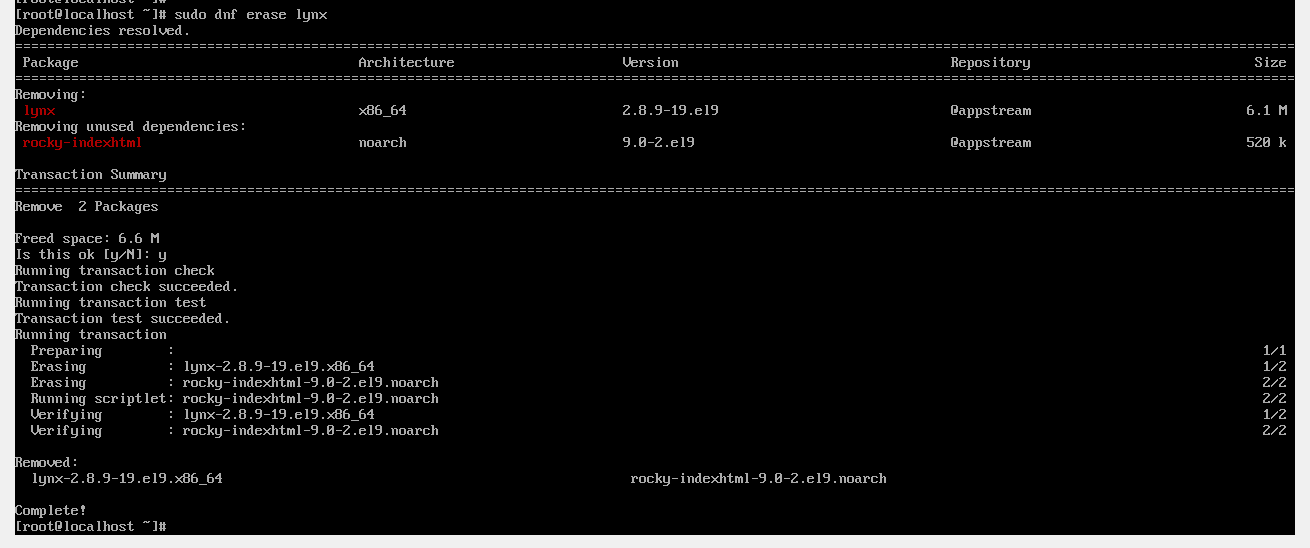 [root@localhost ~]#
[root@localhost ~]# sudo dnf erase lynx
Dependencies resolved.
================================================================================
Package Architecture Version Repository Size
================================================================================
Removing:
lynx x86_64 2.8.9-19.el9 @appstream 6.1 M
Removing unused dependencies:
rocky-indexhtml noarch 9.0-2.el9 @appstream 520 k
Transaction Summary
================================================================================
Remove  2 Packages
Freed space: 6.6 M
Is this ok [y/N]: y
Running transaction check
Transaction check succeeded.
Running transaction test
Transaction test succeeded.
Running transaction
Preparing        : 1/1
Erasing          : lynx-2.8.9-19.el9.x86_64 1/2
Erasing          : rocky-indexhtml-9.0-2.el9.noarch 2/2
Running scriptlet: rocky-indexhtml-9.0-2.el9.noarch 2/2
Verifying        : lynx-2.8.9-19.el9.x86_64 1/2
Verifying        : rocky-indexhtml-9.0-2.el9.noarch 2/2
Removed:
lynx-2.8.9-19.el9.x86_64 rocky-indexhtml-9.0-2.el9.noarch
Complete!
[root@localhost ~]#